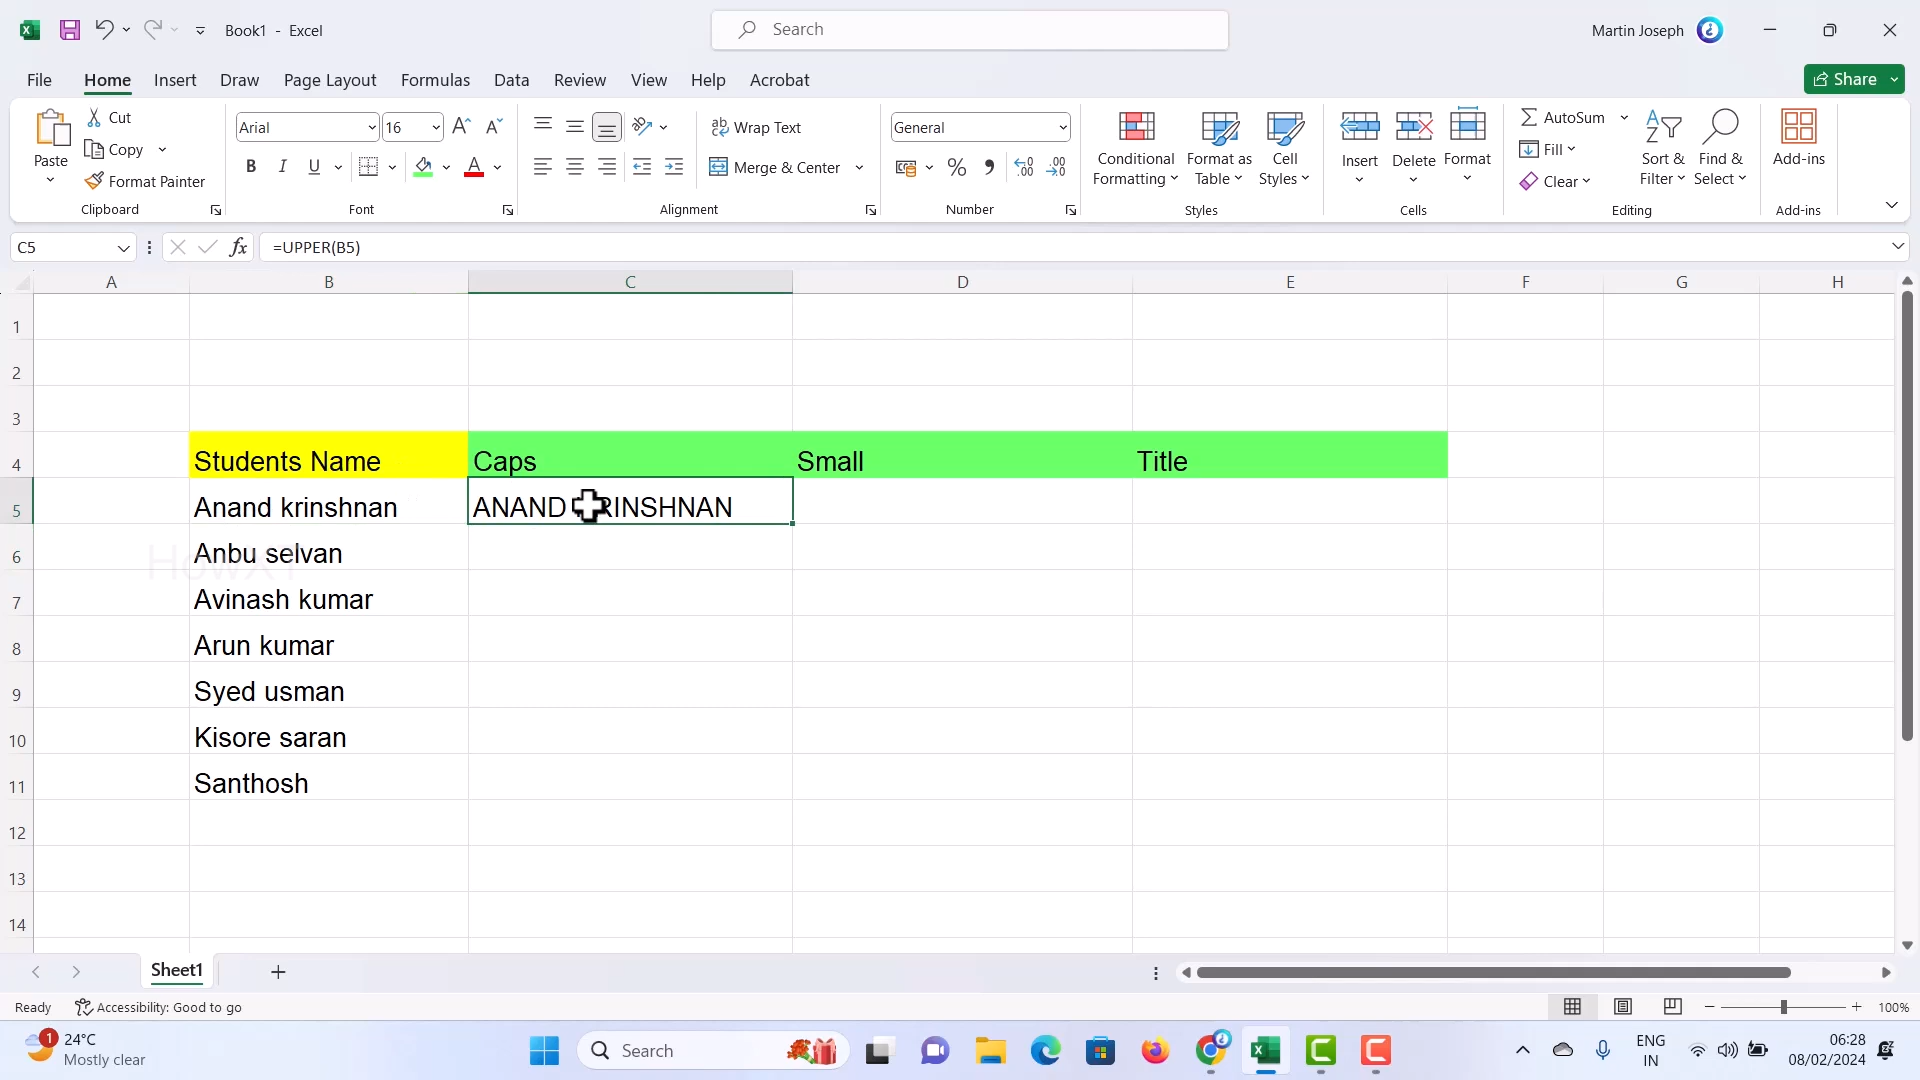 Book1 - Excel
Search
Martin Joseph
File Home Insert Draw Page Layout Formulas Data Review View Help Acrobat
Share
Paste
Cut
Copy
Format Painter
Clipboard
Arial
16
B I U
A
Font
Wrap Text
Merge & Center
Alignment
General
Number
Conditional Formatting
Format as Table
Cell Styles
Styles
Insert
Delete
Format
Cells
AutoSum
Fill
Clear
Sort & Filter
Find & Select
Editing
Add-ins
Add-ins
C5
fx
=UPPER(B5)
A B C D E F G H
1
2
3
4 Students Name Caps Small Title
5 Anand krinshnan ANAND RINSHNAN
6 Anbu selvan
7 Avinash kumar
8 Arun kumar
9 Syed usman
10 Kisore saran
11 Santhosh
12
13
14
Sheet1
Ready
Accessibility: Good to go
100%
1
24°C
Mostly clear
Search
ENG
IN
06:28
08/02/2024